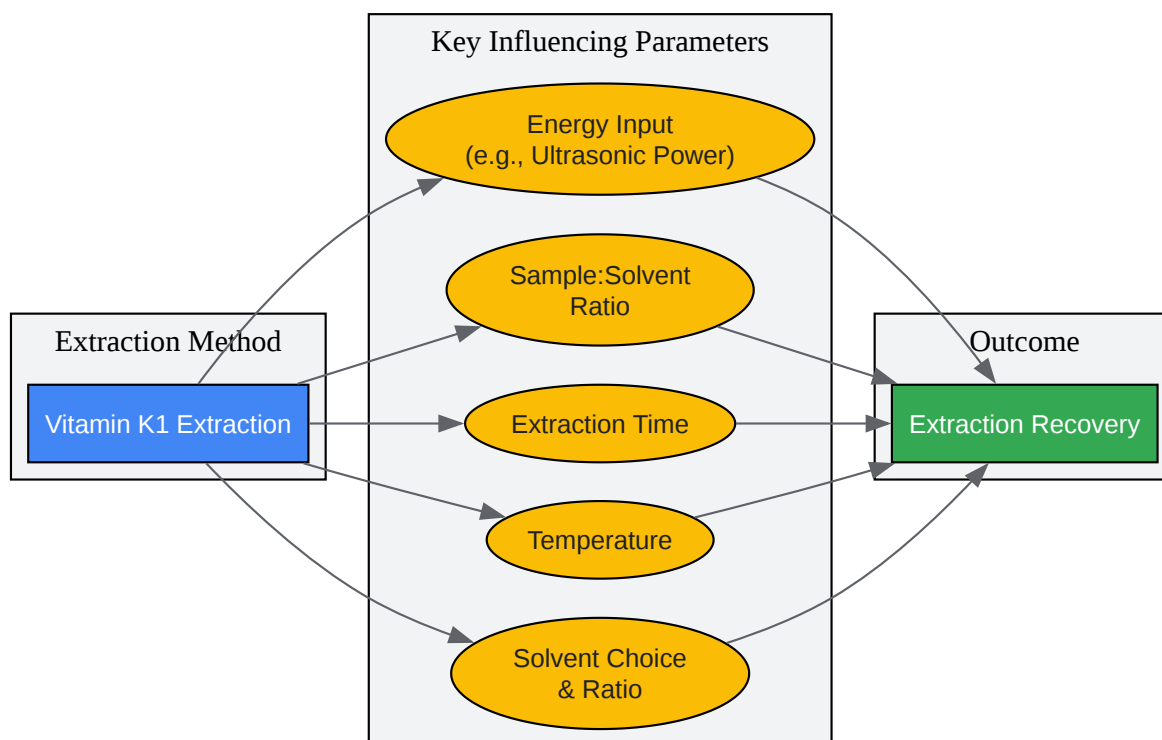 Key Influencing Parameters
Energy Input
(e.g., Ultrasonic Power)
Sample:Solvent
Ratio
Extraction Method
Outcome
Vitamin K1 Extraction
Extraction Time
Extraction Recovery
Temperature
Solvent Choice
& Ratio